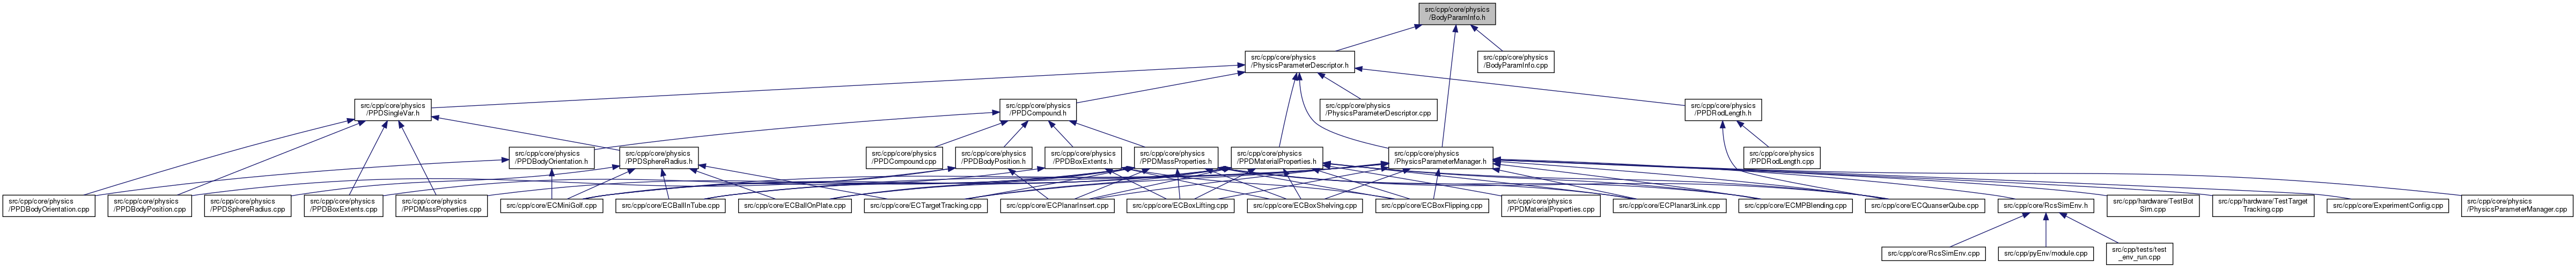 src/cpp/core/physics
/BodyParamInfo.h
src/cpp/core/physics
/PhysicsParameterDescriptor.h
src/cpp/core/physics
/BodyParamInfo.cpp
src/cpp/core/physics
/PPDSingleVar.h
src/cpp/core/physics
/PPDCompound.h
src/cpp/core/physics
/PhysicsParameterDescriptor.cpp
src/cpp/core/physics
/PPDRodLength.h
src/cpp/core/physics
/PPDBodyOrientation.h
src/cpp/core/physics
/PPDSphereRadius.h
src/cpp/core/physics
/PPDCompound.cpp
src/cpp/core/physics
/PPDBodyPosition.h
src/cpp/core/physics
/PPDBoxExtents.h
src/cpp/core/physics
/PPDMassProperties.h
src/cpp/core/physics
/PPDMaterialProperties.h
src/cpp/core/physics
/PhysicsParameterManager.h
src/cpp/core/physics
/PPDRodLength.cpp
src/cpp/core/physics
/PPDBodyOrientation.cpp
src/cpp/core/physics
/PPDBodyPosition.cpp
src/cpp/core/physics
/PPDSphereRadius.cpp
src/cpp/core/physics
/PPDBoxExtents.cpp
src/cpp/core/physics
/PPDMassProperties.cpp
src/cpp/core/ECMiniGolf.cpp
src/cpp/core/ECBallInTube.cpp
src/cpp/core/ECBallOnPlate.cpp
src/cpp/core/ECTargetTracking.cpp
src/cpp/core/ECPlanarInsert.cpp
src/cpp/core/ECBoxLifting.cpp
src/cpp/core/ECBoxShelving.cpp
src/cpp/core/ECBoxFlipping.cpp
src/cpp/core/physics
/PPDMaterialProperties.cpp
src/cpp/core/ECPlanar3Link.cpp
src/cpp/core/ECMPBlending.cpp
src/cpp/core/ECQuanserQube.cpp
src/cpp/core/RcsSimEnv.h
src/cpp/hardware/TestBot
Sim.cpp
src/cpp/hardware/TestTarget
Tracking.cpp
src/cpp/core/ExperimentConfig.cpp
src/cpp/core/physics
/PhysicsParameterManager.cpp
src/cpp/core/RcsSimEnv.cpp
src/cpp/pyEnv/module.cpp
src/cpp/tests/test
_env_run.cpp